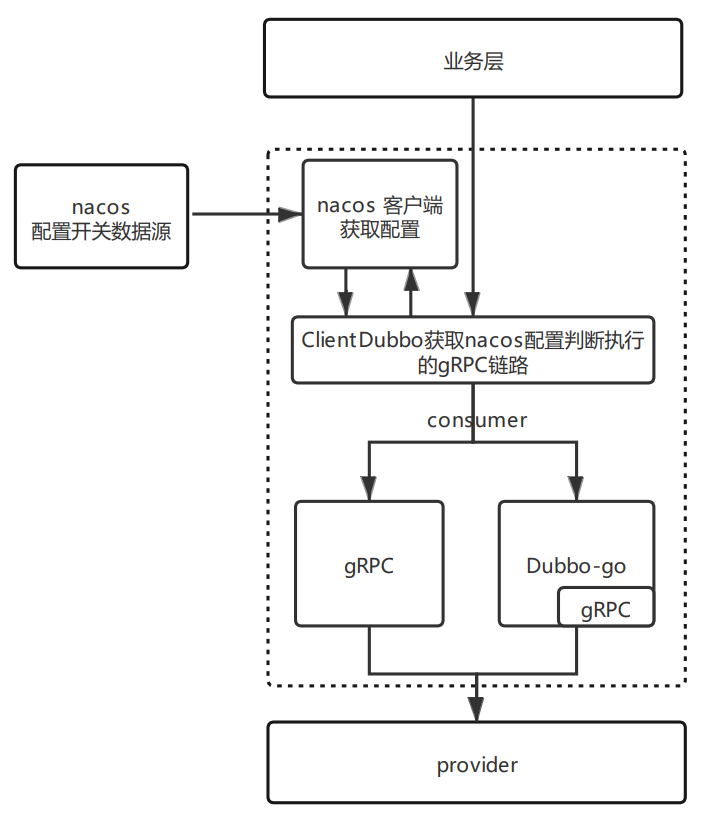 业务层
nacos
配置开关数据源
nacos 客户端
获取配置
ClientDubbo获取nacos配置判断执行
的gRPC链路
consumer
gRPC
Dubbo-go
gRPC
provider